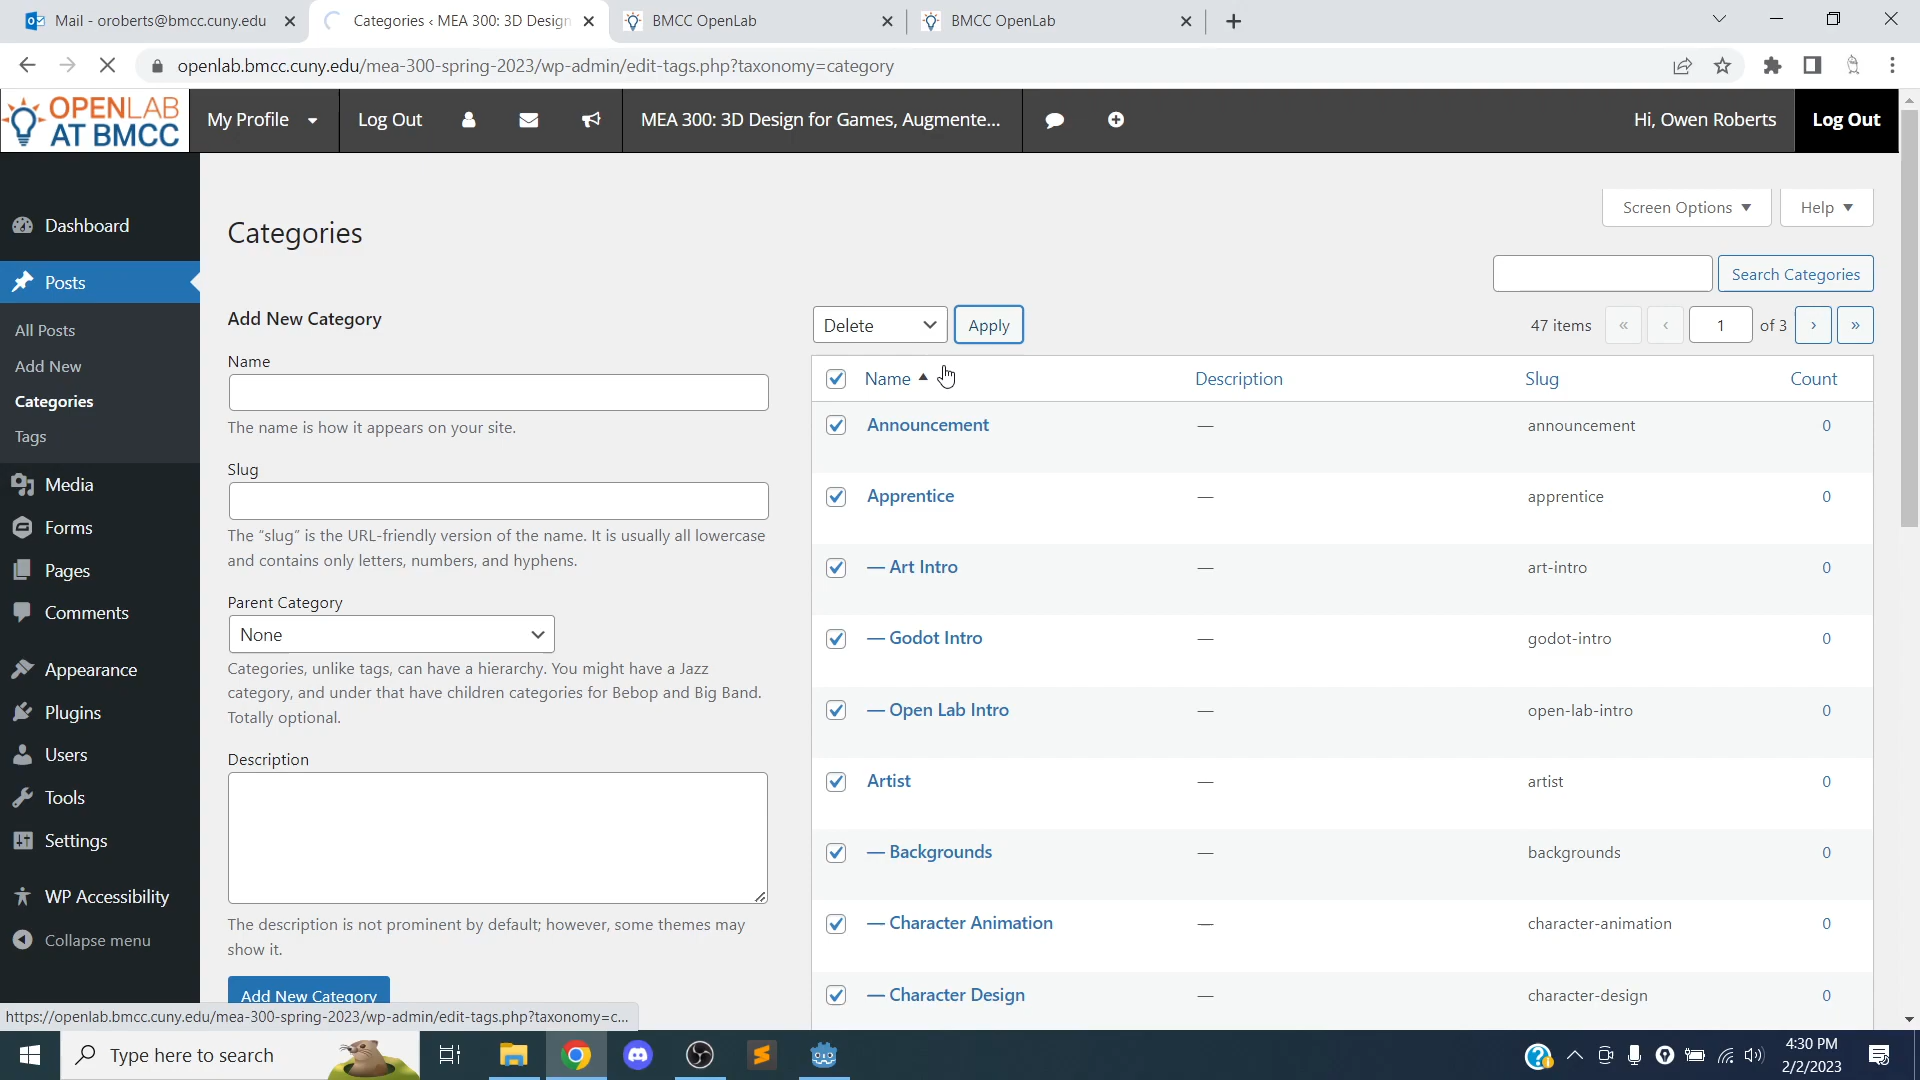 Mail - oroberts@bmcc.cuny.edu
Categories ‹ MEA 300: 3D Design
BMCC OpenLab
BMCC OpenLab
openlab.bmcc.cuny.edu/mea-300-spring-2023/wp-admin/edit-tags.php?taxonomy=category
OPENLAB
AT BMCC
My Profile
Log Out
MEA 300: 3D Design for Games, Augmente...
Hi, Owen Roberts
Log Out
Dashboard
Posts
All Posts
Add New
Categories
Tags
Media
Forms
Pages
Comments
Appearance
Plugins
Users
Tools
Settings
WP Accessibility
Collapse menu
Screen Options
Help
Categories
Search Categories
Add New Category
Name
The name is how it appears on your site.
Slug
The “slug” is the URL-friendly version of the name. It is usually all lowercase
and contains only letters, numbers, and hyphens.
Parent Category
None
Categories, unlike tags, can have a hierarchy. You might have a Jazz
category, and under that have children categories for Bebop and Big Band.
Totally optional.
Description
The description is not prominent by default; however, some themes may
show it.
Add New Category
Delete
Apply
47 items « ‹ 1 of 3 › »
Name Description Slug Count
Announcement — announcement 0
Apprentice — apprentice 0
— Art Intro — art-intro 0
— Godot Intro — godot-intro 0
— Open Lab Intro — open-lab-intro 0
Artist — artist 0
— Backgrounds — backgrounds 0
— Character Animation — character-animation 0
— Character Design — character-design 0
https://openlab.bmcc.cuny.edu/mea-300-spring-2023/wp-admin/edit-tags.php?taxonomy=c...
Type here to search
4:30 PM
2/2/2023